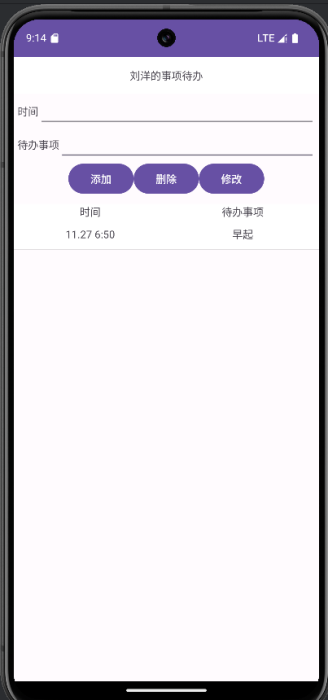 9:14 LTE
刘洋的事项待办
时间
待办事项
添加 删除 修改
时间 待办事项
11.27 6:50 早起